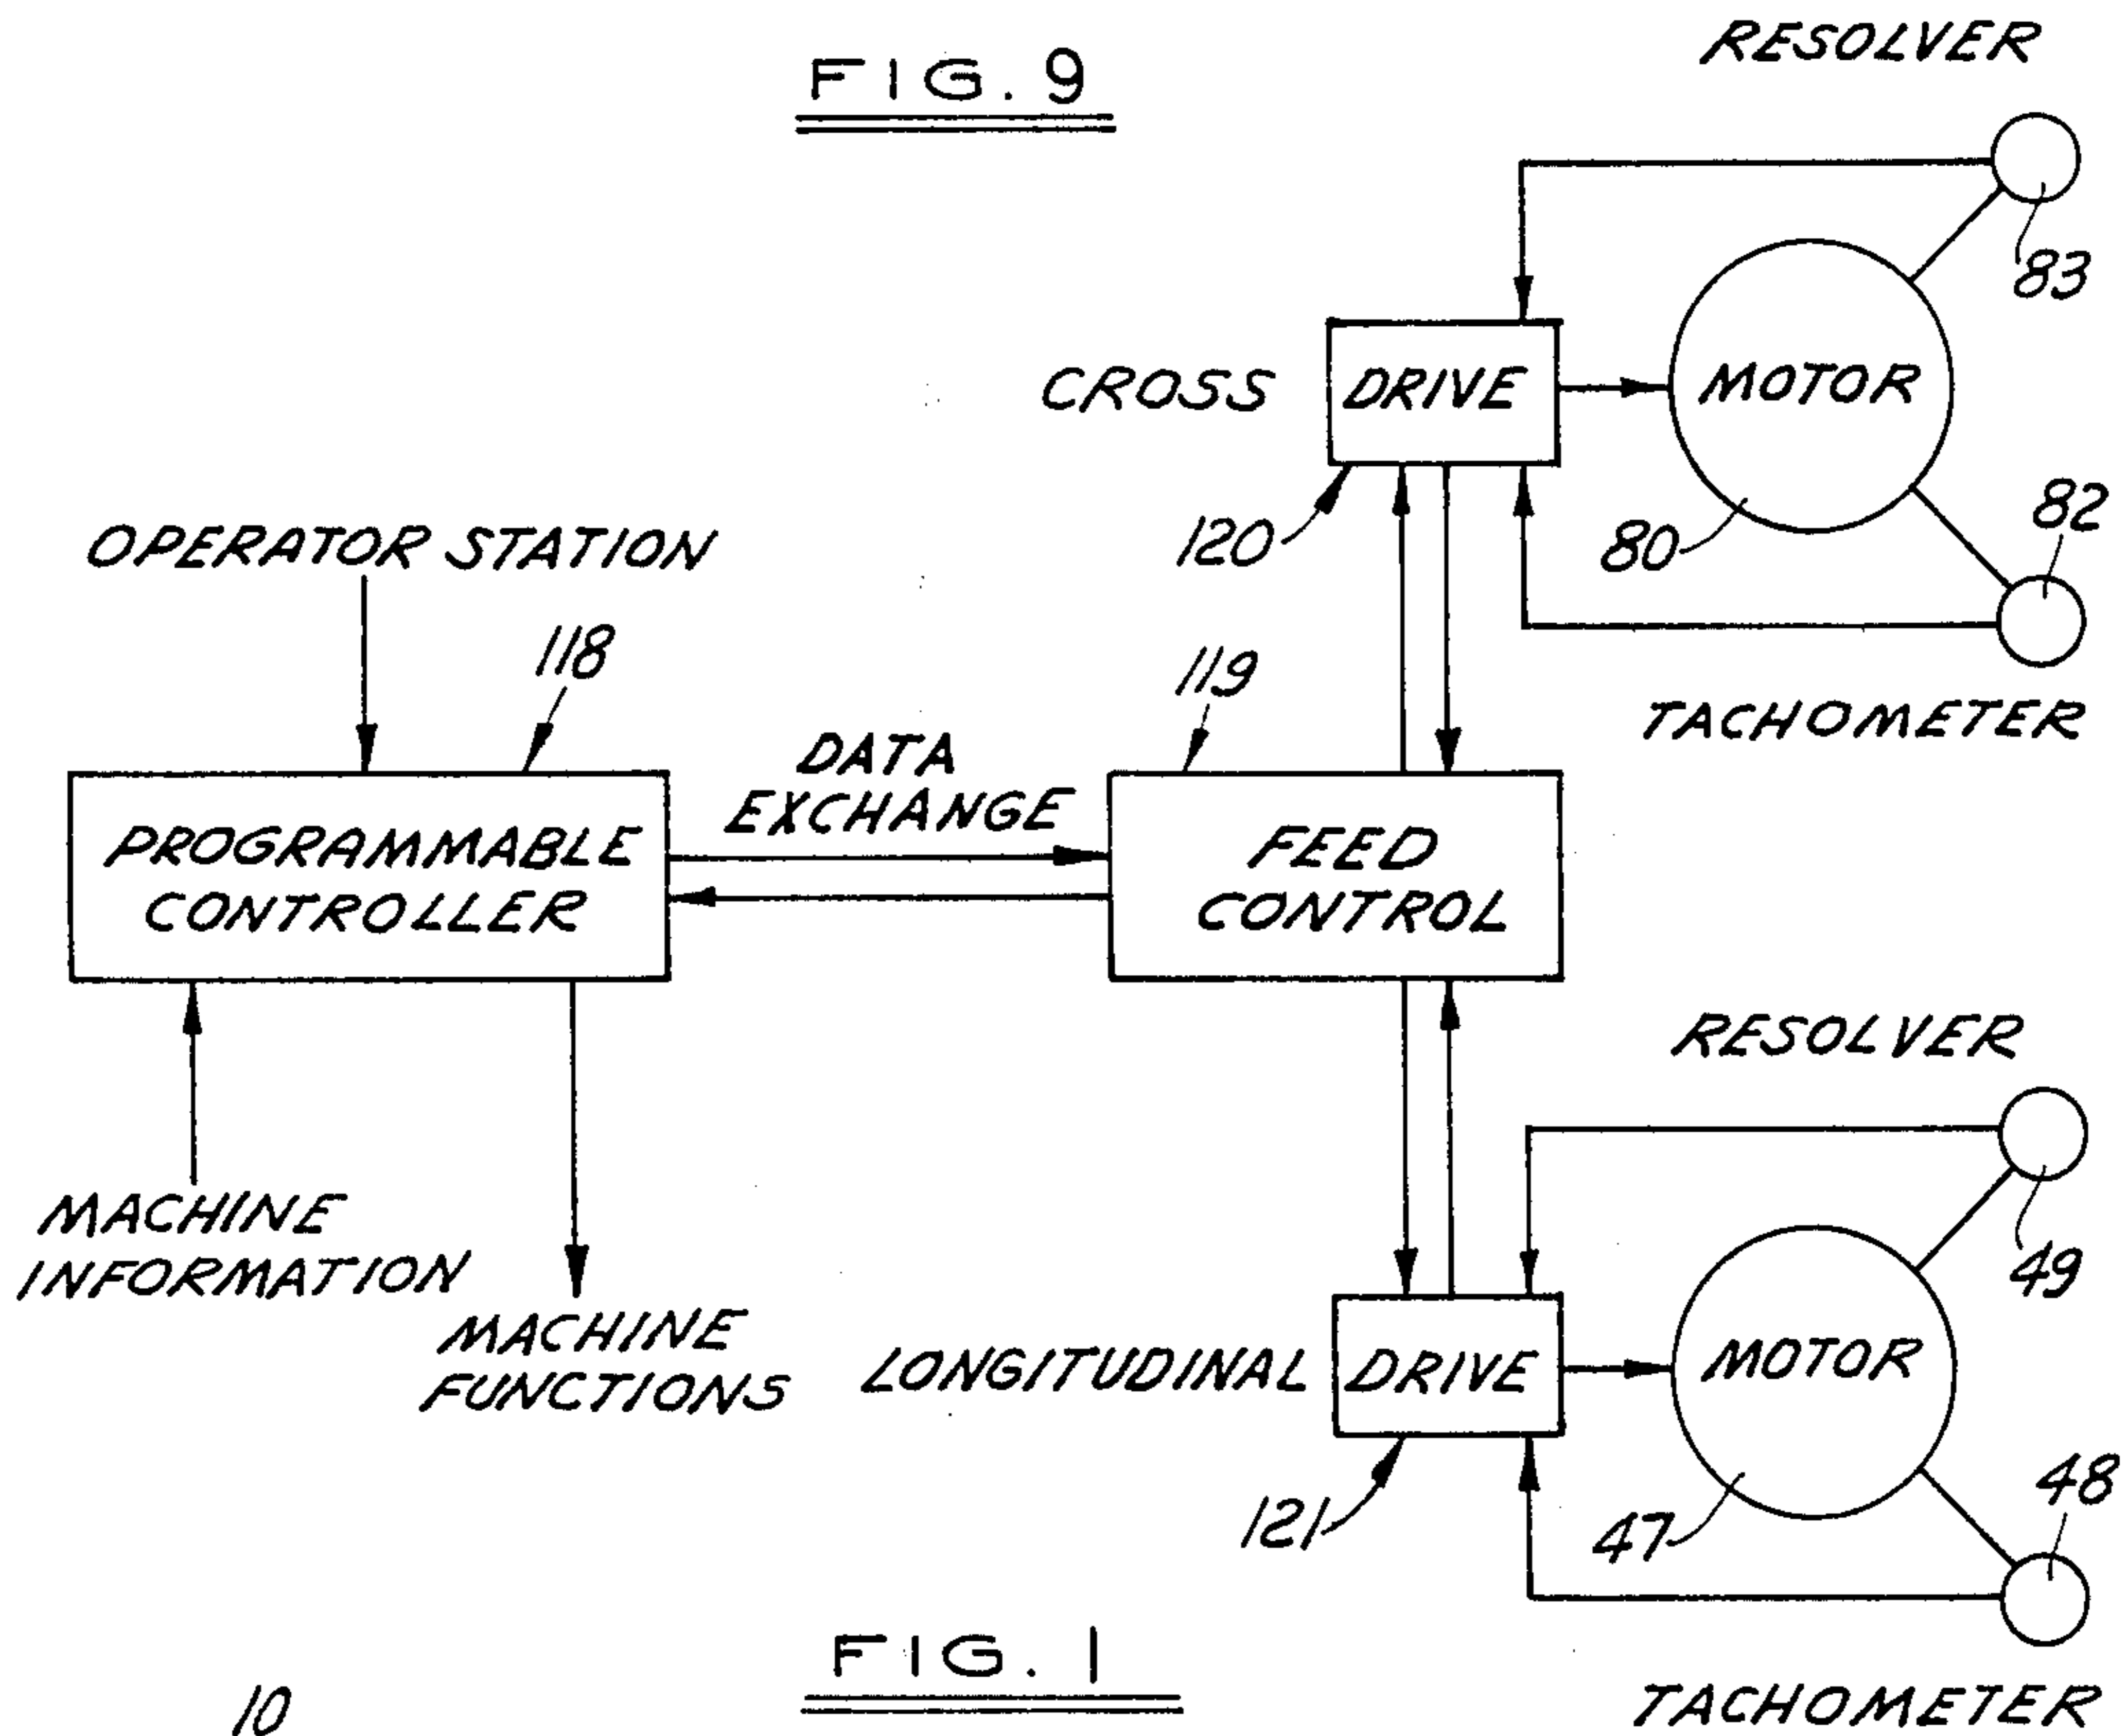 FIG. 9
RESOLVER
83
CROSS
DRIVE
MOTOR
120
80
82
OPERATOR STATION
118
119
TACHOMETER
DATA
EXCHANGE
PROGRAMMABLE
CONTROLLER
FEED
CONTROL
RESOLVER
49
MACHINE
INFORMATION
MACHINE
FUNCTIONS
LONGITUDINAL
DRIVE
MOTOR
121
47
48
FIG. 1
10
TACHOMETER